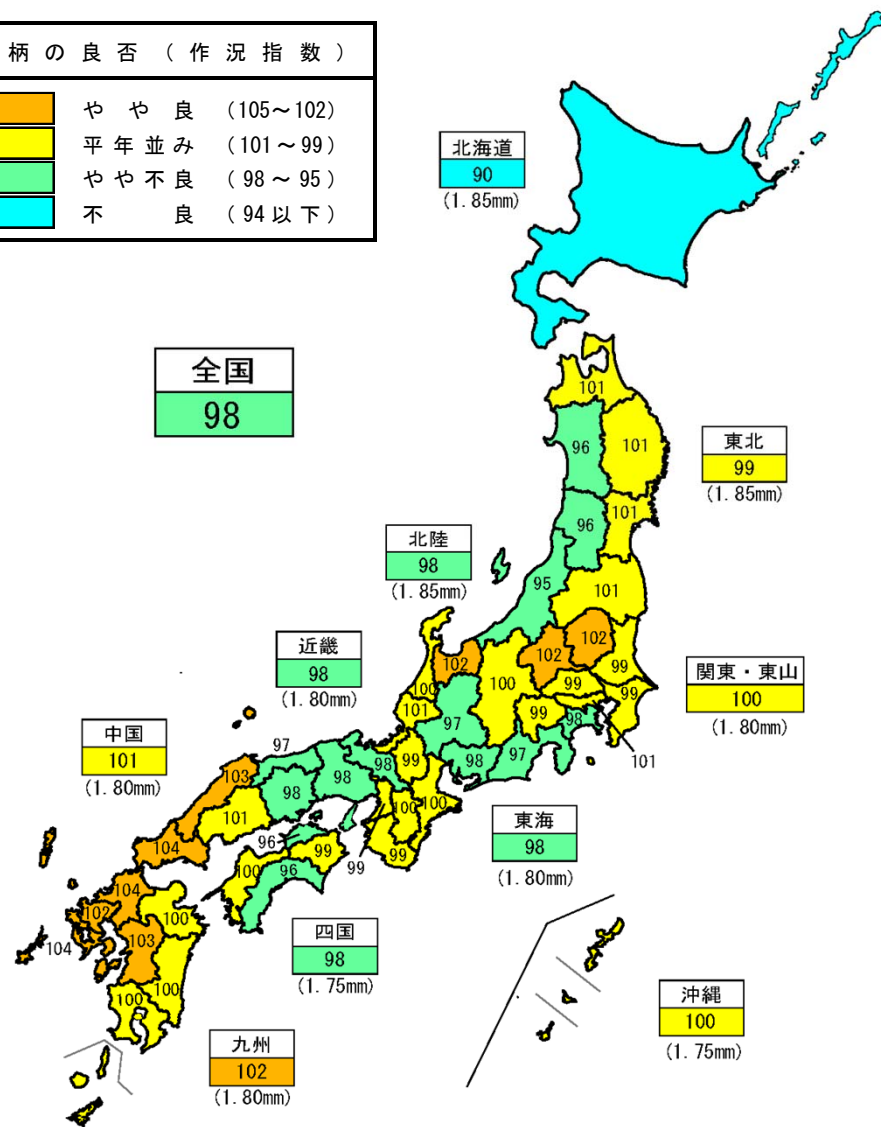 柄の良否（作況指数）
やや良 （105～102）
平年並み （101～99）
やや不良 （98～95）
不良 （94以下）
北海道
90
(1.85mm)
全国
98
101
96
101
東北
99
(1.85mm)
96
101
北陸
98
(1.85mm)
95
101
近畿
98
(1.80mm)
102
102
102
99
関東・東山
100
(1.80mm)
100
100
99
99
中国
101
(1.80mm)
101
97
99
98
101
97
99
98
97
103
98
98
98
101
100
100
東海
98
(1.80mm)
104
96
99
99
99
100
96
104
102
100
104
103
四国
98
(1.75mm)
100
100
沖縄
100
(1.75mm)
九州
102
(1.80mm)